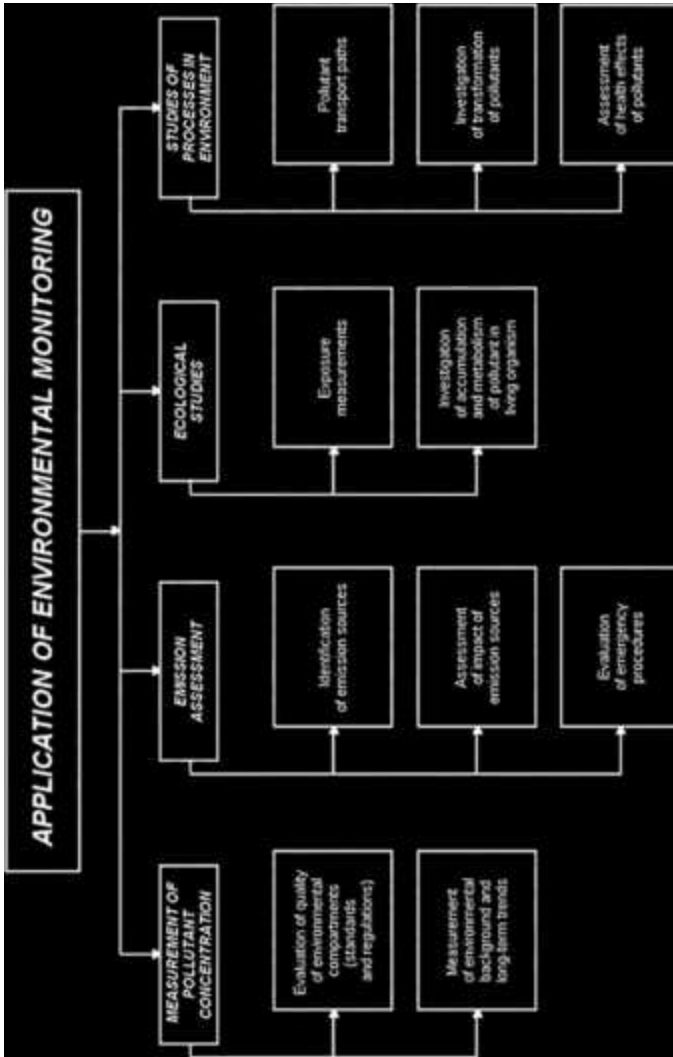 APPLICATION OF ENVIRONMENTAL MONITORING
MEASUREMENT OF
POLLUTANT
CONCENTRATION
Evaluation of quality
of environmental
compartments
(standards
and regulations)
Measurement
of environmental
background and
long-term trends
EMISSION
ASSESSMENT
Identification
of emission sources
Assessment
of impact of
emission sources
Evaluation
of emergency
procedures
ECOLOGICAL
STUDIES
Exposure
measurements
Investigation
of accumulation
and metabolism
of pollutant in
living organism
STUDIES OF
PROCESSES IN
ENVIRONMENT
Pollutant
transport paths
Investigation
of transformation
of pollutants
Assessment
of health effects
of pollutants